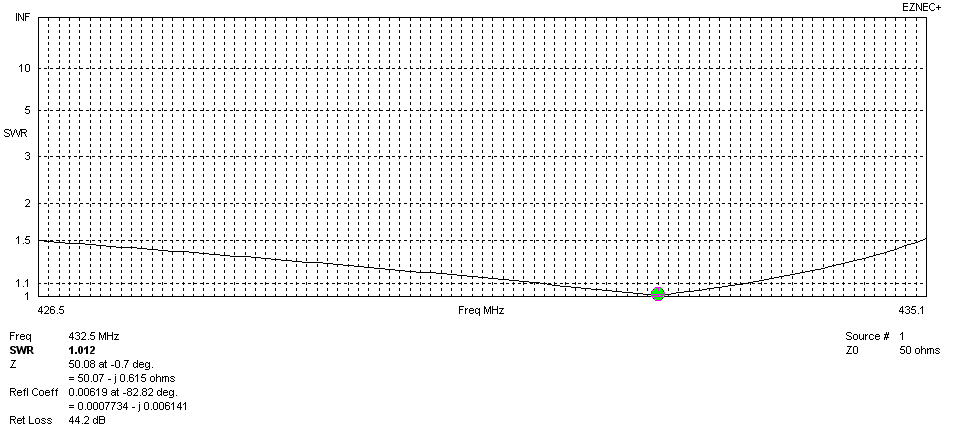 EZNEC+
INF
10
5
SWR
3
2
1.5
1.1
1
426.5 Freq MHz 435.1
Freq 432.5 MHz Source # 1
SWR 1.012 Z0 50 ohms
Z 50.08 at -0.7 deg.
= 50.07 - j 0.615 ohms
Refl Coeff 0.00619 at -82.82 deg.
= 0.0007734 - j 0.006141
Ret Loss 44.2 dB